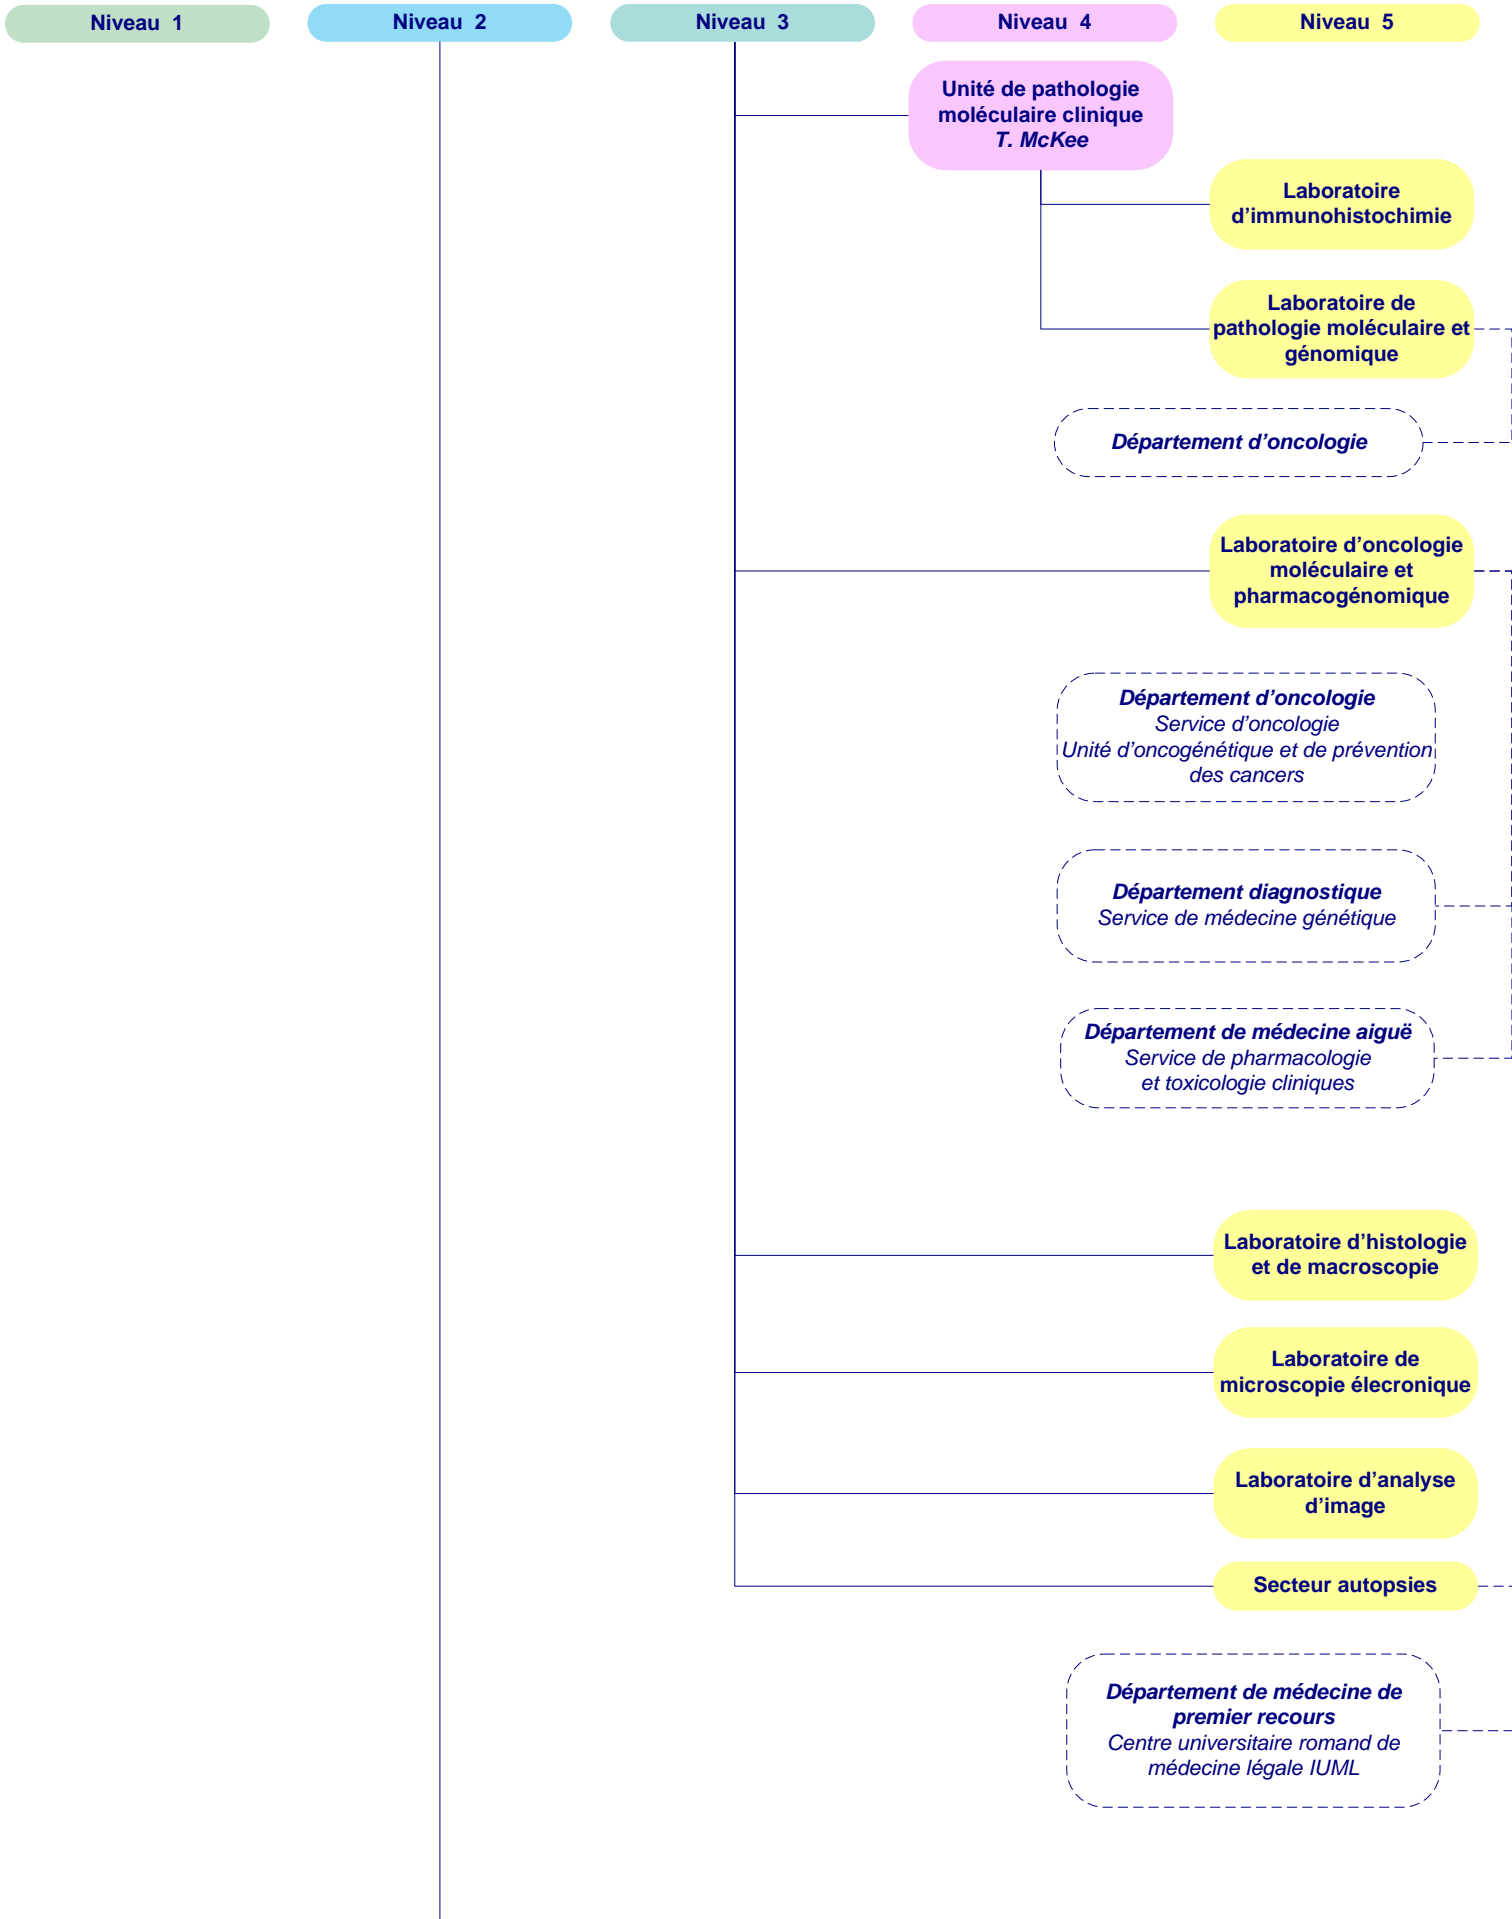 Niveau 1
Niveau 2
Niveau 3
Niveau 4
Niveau 5
Unité de pathologie
moléculaire clinique
T. McKee
Laboratoire
d’immunohistochimie
Laboratoire de
pathologie moléculaire et
génomique
Département d’oncologie
Laboratoire d’oncologie
moléculaire et
pharmacogénomique
Département d’oncologie
Service d’oncologie
Unité d’oncogénétique et de prévention
des cancers
Département diagnostique
Service de médecine génétique
Département de médecine aiguë
Service de pharmacologie
et toxicologie cliniques
Laboratoire d’histologie
et de macroscopie
Laboratoire de
microscopie élecronique
Laboratoire d’analyse
d’image
Secteur autopsies
Département de médecine de
premier recours
Centre universitaire romand de
médecine légale IUML